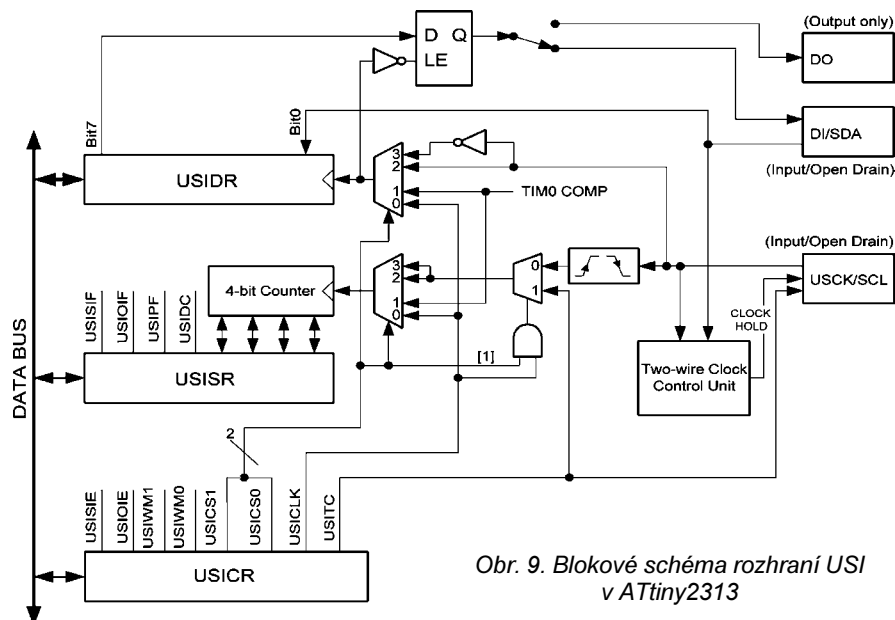 (Output only)
DO
D Q
LE
DI/SDA
(Input/Open Drain)
Bit7
Bit0
USIDR
3
2
1
0
TIM0 COMP
(Input/Open Drain)
USCK/SCL
4-bit Counter
3
2
1
0
0
1
CLOCK
HOLD
[1]
Two-wire Clock
Control Unit
USISIF
USIOIF
USIPF
USIDC
USISR
DATA BUS
2
USISIE
USIOIE
USIWM1
USIWM0
USICS1
USICS0
USICLK
USITC
USICR
Obr. 9. Blokové schéma rozhraní USI
v ATtiny2313